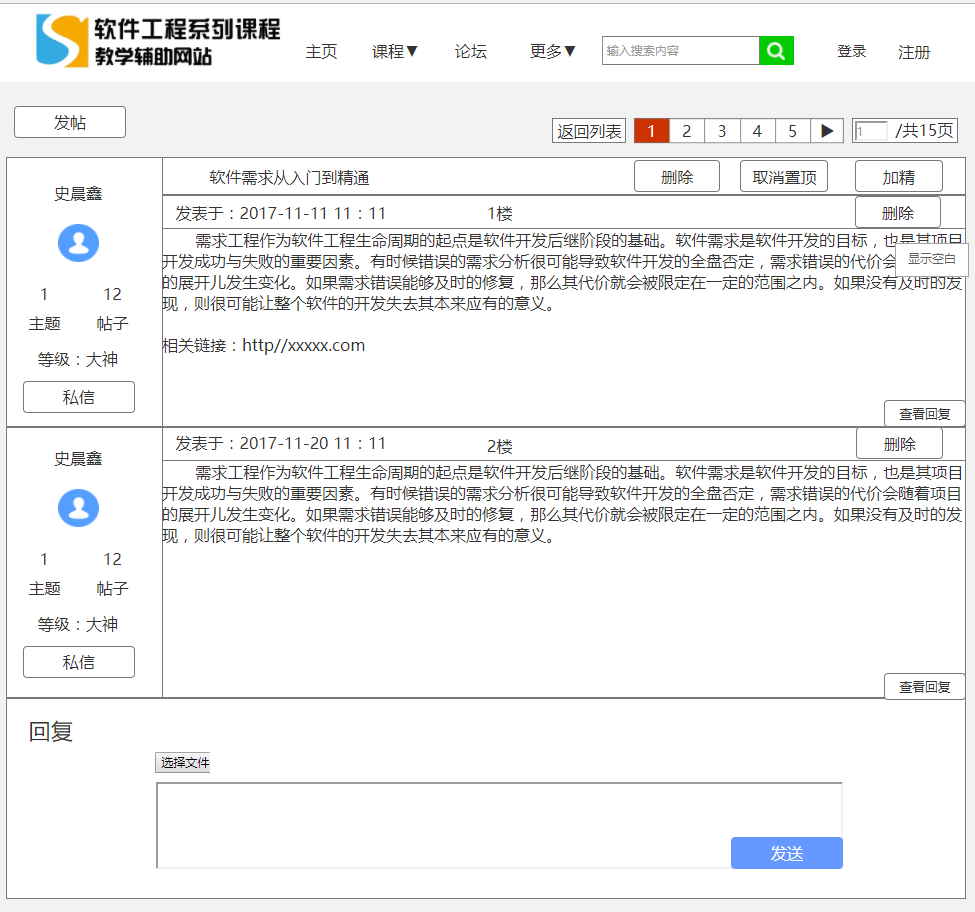 软件工程系列课程
教学辅助网站
主页 课程▼ 论坛 更多▼ 输入搜索内容 登录 注册
发帖
返回列表 1 2 3 4 5 ▶ 1 /共15页
史晨鑫
1 12
主题 帖子
等级：大神
私信
软件需求从入门到精通 删除 取消置顶 加精
发表于：2017-11-11 11：11 1楼 删除
需求工程作为软件工程生命周期的起点是软件开发后继阶段的基础。软件需求是软件开发的目标，也是其项目
开发成功与失败的重要因素。有时候错误的需求分析很可能导致软件开发的全盘否定，需求错误的代价会
显示空白
的展开儿发生变化。如果需求错误能够及时的修复，那么其代价就会被限定在一定的范围之内。如果没有及时的发
现，则很可能让整个软件的开发失去其本来应有的意义。
相关链接：http//xxxxx.com
查看回复
史晨鑫
1 12
主题 帖子
等级：大神
私信
发表于：2017-11-20 11：11 2楼 删除
需求工程作为软件工程生命周期的起点是软件开发后继阶段的基础。软件需求是软件开发的目标，也是其项目
开发成功与失败的重要因素。有时候错误的需求分析很可能导致软件开发的全盘否定，需求错误的代价会随着项目
的展开儿发生变化。如果需求错误能够及时的修复，那么其代价就会被限定在一定的范围之内。如果没有及时的发
现，则很可能让整个软件的开发失去其本来应有的意义。
查看回复
回复
选择文件
发送